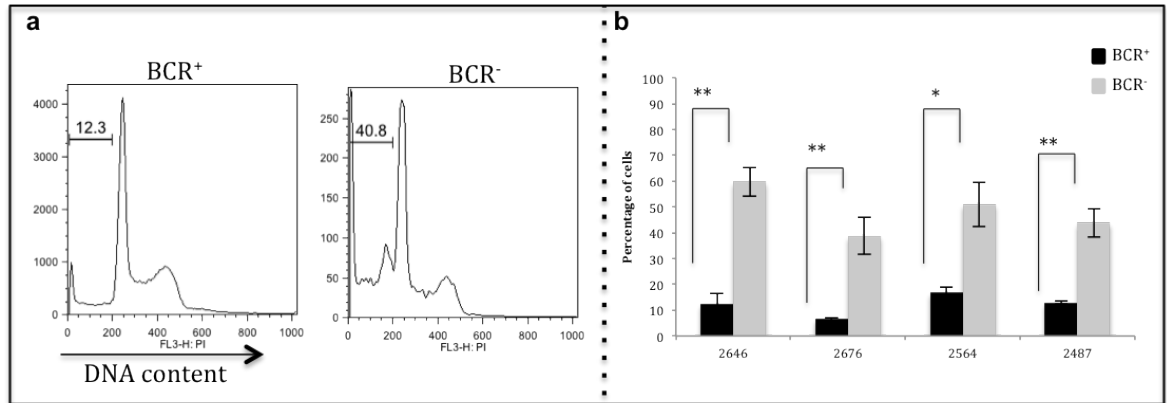 a
BCR⁺
4000
3000
2000
1000
0
12.3
0 200 400 600 800 1000
FL3-H: PI
DNA content
BCR⁻
250
200
150
100
50
0
40.8
0 200 400 600 800 1000
FL3-H: PI
b
BCR⁺
BCR⁻
Percentage of cells
100
90
80
70
60
50
40
30
20
10
0
**
**
*
**
2646 2676 2564 2487